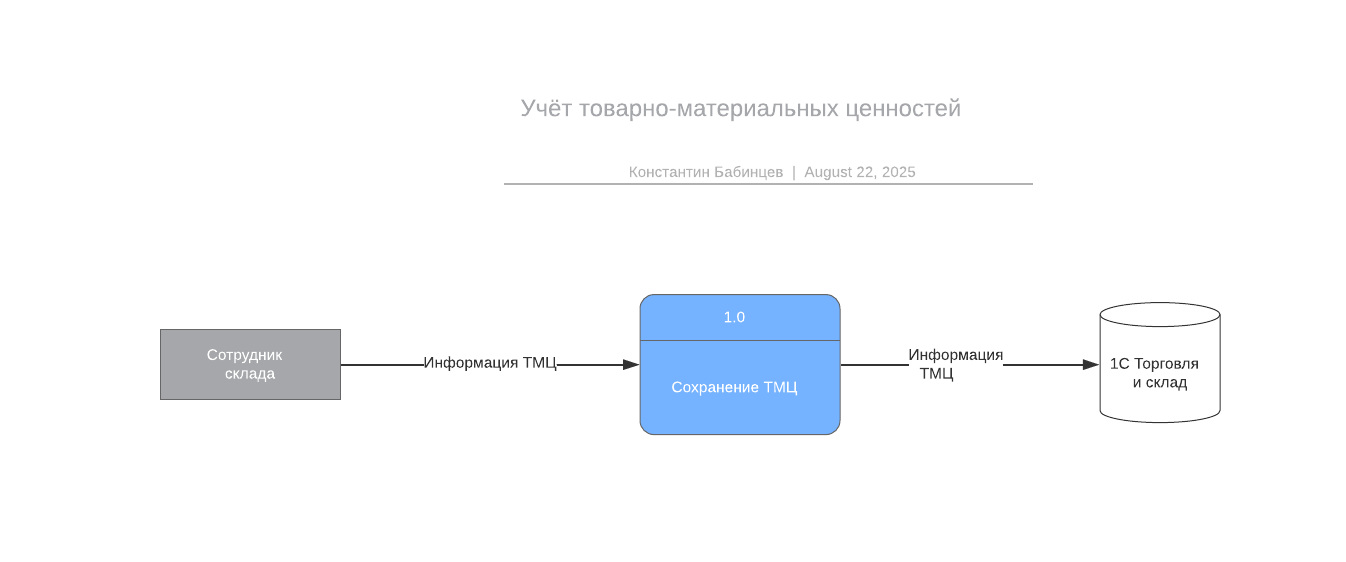 Учёт товарно-материальных ценностей
Константин Бабинцев | August 22, 2025
Сотрудник
склада
Информация ТМЦ
1.0
Сохранение ТМЦ
Информация
ТМЦ
1С Торговля
и склад